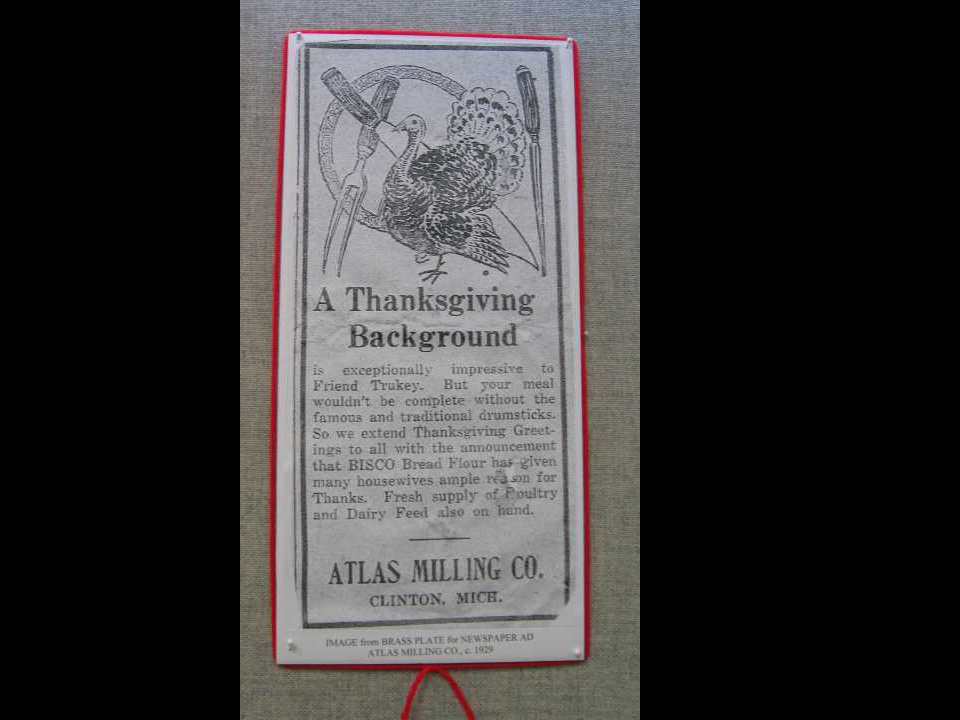 A Thanksgiving
Background
is exceptionally impressive to
Friend Trukey. But your meal
wouldn't be complete without the
famous and traditional drumsticks.
So we extend Thanksgiving Greet-
ings to all with the announcement
that BISCO Bread Flour has given
many housewives ample reason for
Thanks. Fresh supply of Poultry
and Dairy Feed also on hand.
ATLAS MILLING CO.
CLINTON, MICH.
IMAGE from BRASS PLATE for NEWSPAPER AD
ATLAS MILLING CO., c. 1929